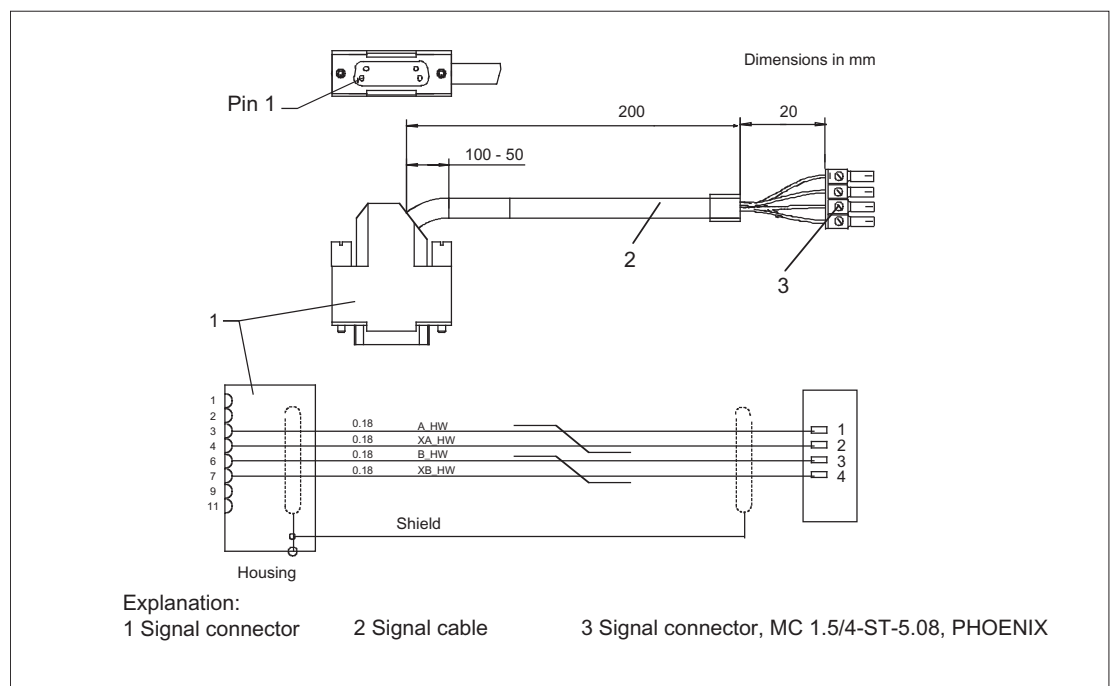 Dimensions in mm
Pin 1
200
20
100 - 50
2
3
1
1
2
3
4
6
7
9
11
0.18 A_HW
0.18 XA_HW
0.18 B_HW
0.18 XB_HW
1
2
3
4
Shield
Housing
Explanation:
1 Signal connector 2 Signal cable 3 Signal connector, MC 1.5/4-ST-5.08, PHOENIX